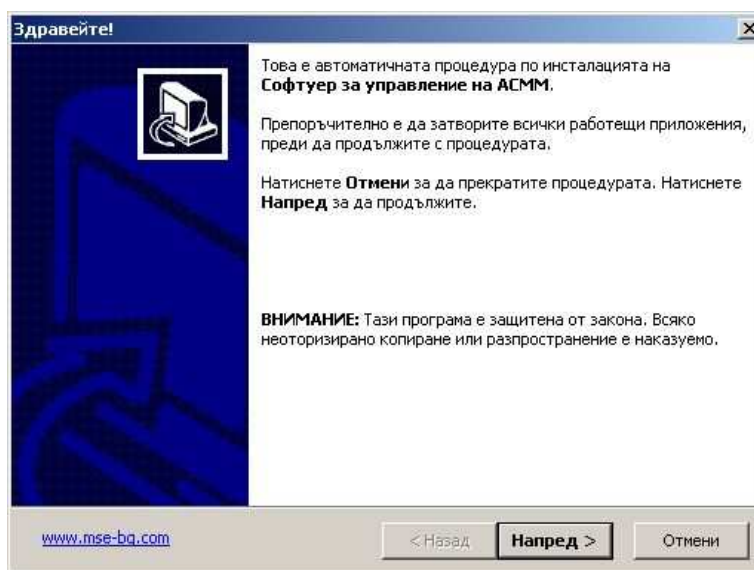 Здравейте!
Това е автоматичната процедура по инсталацията на
Софтуер за управление на АСММ.
Препоръчително е да затворите всички работещи приложения,
преди да продължите с процедурата.
Натиснете Отмени за да прекратите процедурата. Натиснете
Напред за да продължите.
ВНИМАНИЕ: Тази програма е защитена от закона. Всяко
неоторизирано копиране или разпространение е наказуемо.
www.mse-bg.com
< Назад
Напред >
Отмени